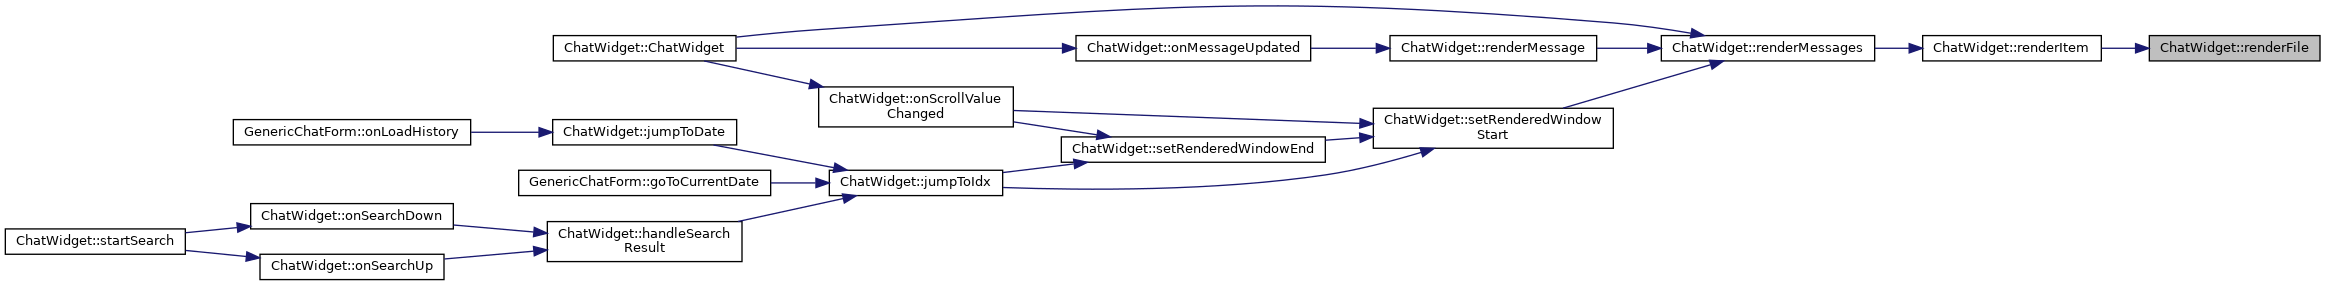 ChatWidget::ChatWidget
ChatWidget::onMessageUpdated
ChatWidget::renderMessage
ChatWidget::renderMessages
ChatWidget::renderItem
ChatWidget::renderFile
ChatWidget::onScrollValue
Changed
ChatWidget::setRenderedWindow
Start
GenericChatForm::onLoadHistory
ChatWidget::jumpToDate
ChatWidget::setRenderedWindowEnd
GenericChatForm::goToCurrentDate
ChatWidget::jumpToIdx
ChatWidget::onSearchDown
ChatWidget::handleSearch
Result
ChatWidget::startSearch
ChatWidget::onSearchUp